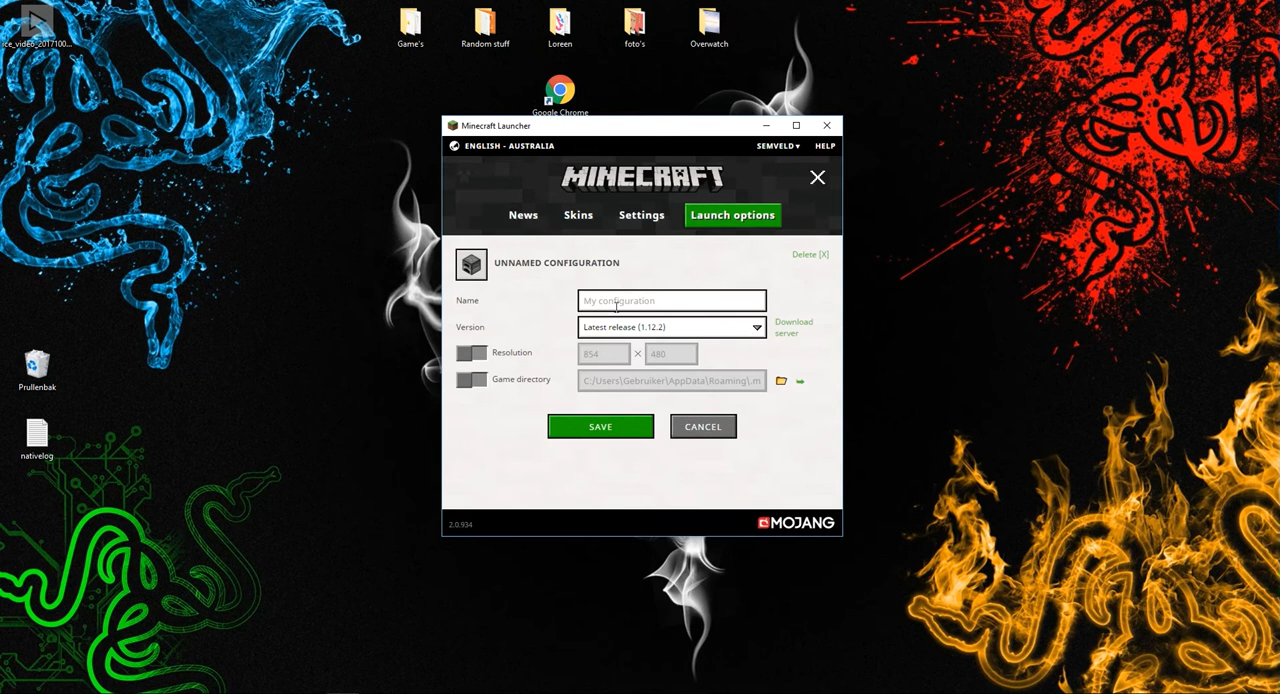 ice_video_2017100...
Game's
Random stuff
Loreen
foto's
Overwatch
Google Chrome
Minecraft Launcher
ENGLISH - AUSTRALIA
SEMVELD▾
HELP
MINECRAFT
News
Skins
Settings
Launch options
UNNAMED CONFIGURATION
Delete [X]
Name
My configuration
Version
Latest release (1.12.2)
Download
server
Resolution
854
×
480
Game directory
C:/Users/Gebruiker/AppData/Roaming/.m
SAVE
CANCEL
2.0.934
MOJANG
Prullenbak
nativelog